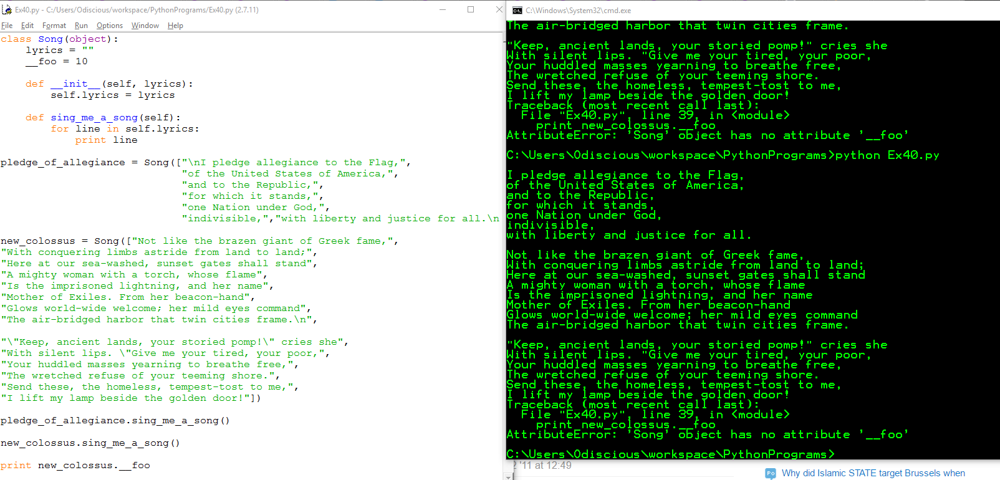 Ex40.py - C:/Users/Odiscious/workspace/PythonPrograms/Ex40.py (2.7.11)
File Edit Format Run Options Window Help
class Song(object):
    lyrics = ""
    __foo = 10
    def __init__(self, lyrics):
        self.lyrics = lyrics
    def sing_me_a_song(self):
        for line in self.lyrics:
            print line
pledge_of_allegiance = Song(["\nI pledge allegiance to the Flag,",
                             "of the United States of America,",
                             "and to the Republic,",
                             "for which it stands,",
                             "one Nation under God,",
                             "indivisible,","with liberty and justice for all.\n
new_colossus = Song(["Not like the brazen giant of Greek fame,",
"With conquering limbs astride from land to land;",
"Here at our sea-washed, sunset gates shall stand",
"A mighty woman with a torch, whose flame",
"Is the imprisoned lightning, and her name",
"Mother of Exiles. From her beacon-hand",
"Glows world-wide welcome; her mild eyes command",
"The air-bridged harbor that twin cities frame.\n",
"\"Keep, ancient lands, your storied pomp!\" cries she",
"With silent lips. \"Give me your tired, your poor,",
"Your huddled masses yearning to breathe free,",
"The wretched refuse of your teeming shore.",
"Send these, the homeless, tempest-tost to me,",
"I lift my lamp beside the golden door!"])
pledge_of_allegiance.sing_me_a_song()
new_colossus.sing_me_a_song()
print new_colossus.__foo
C:\Windows\System32\cmd.exe
The air-bridged harbor that twin cities frame.
"Keep, ancient lands, your storied pomp!" cries she
With silent lips. "Give me your tired, your poor,
Your huddled masses yearning to breathe free,
The wretched refuse of your teeming shore.
Send these, the homeless, tempest-tost to me,
I lift my lamp beside the golden door!
Traceback (most recent call last):
  File "Ex40.py", line 39, in <module>
    print new_colossus.__foo
AttributeError: 'Song' object has no attribute '__foo'
C:\Users\Odiscious\workspace\PythonPrograms>python Ex40.py
I pledge allegiance to the Flag,
of the United States of America,
and to the Republic,
for which it stands,
one Nation under God,
indivisible,
with liberty and justice for all.
Not like the brazen giant of Greek fame,
With conquering limbs astride from land to land;
Here at our sea-washed, sunset gates shall stand
A mighty woman with a torch, whose flame
Is the imprisoned lightning, and her name
Mother of Exiles. From her beacon-hand
Glows world-wide welcome; her mild eyes command
The air-bridged harbor that twin cities frame.
"Keep, ancient lands, your storied pomp!" cries she
With silent lips. "Give me your tired, your poor,
Your huddled masses yearning to breathe free,
The wretched refuse of your teeming shore.
Send these, the homeless, tempest-tost to me,
I lift my lamp beside the golden door!
Traceback (most recent call last):
  File "Ex40.py", line 39, in <module>
    print new_colossus.__foo
AttributeError: 'Song' object has no attribute '__foo'
C:\Users\Odiscious\workspace\PythonPrograms>
2 '11 at 12:49
Po Why did Islamic STATE target Brussels when